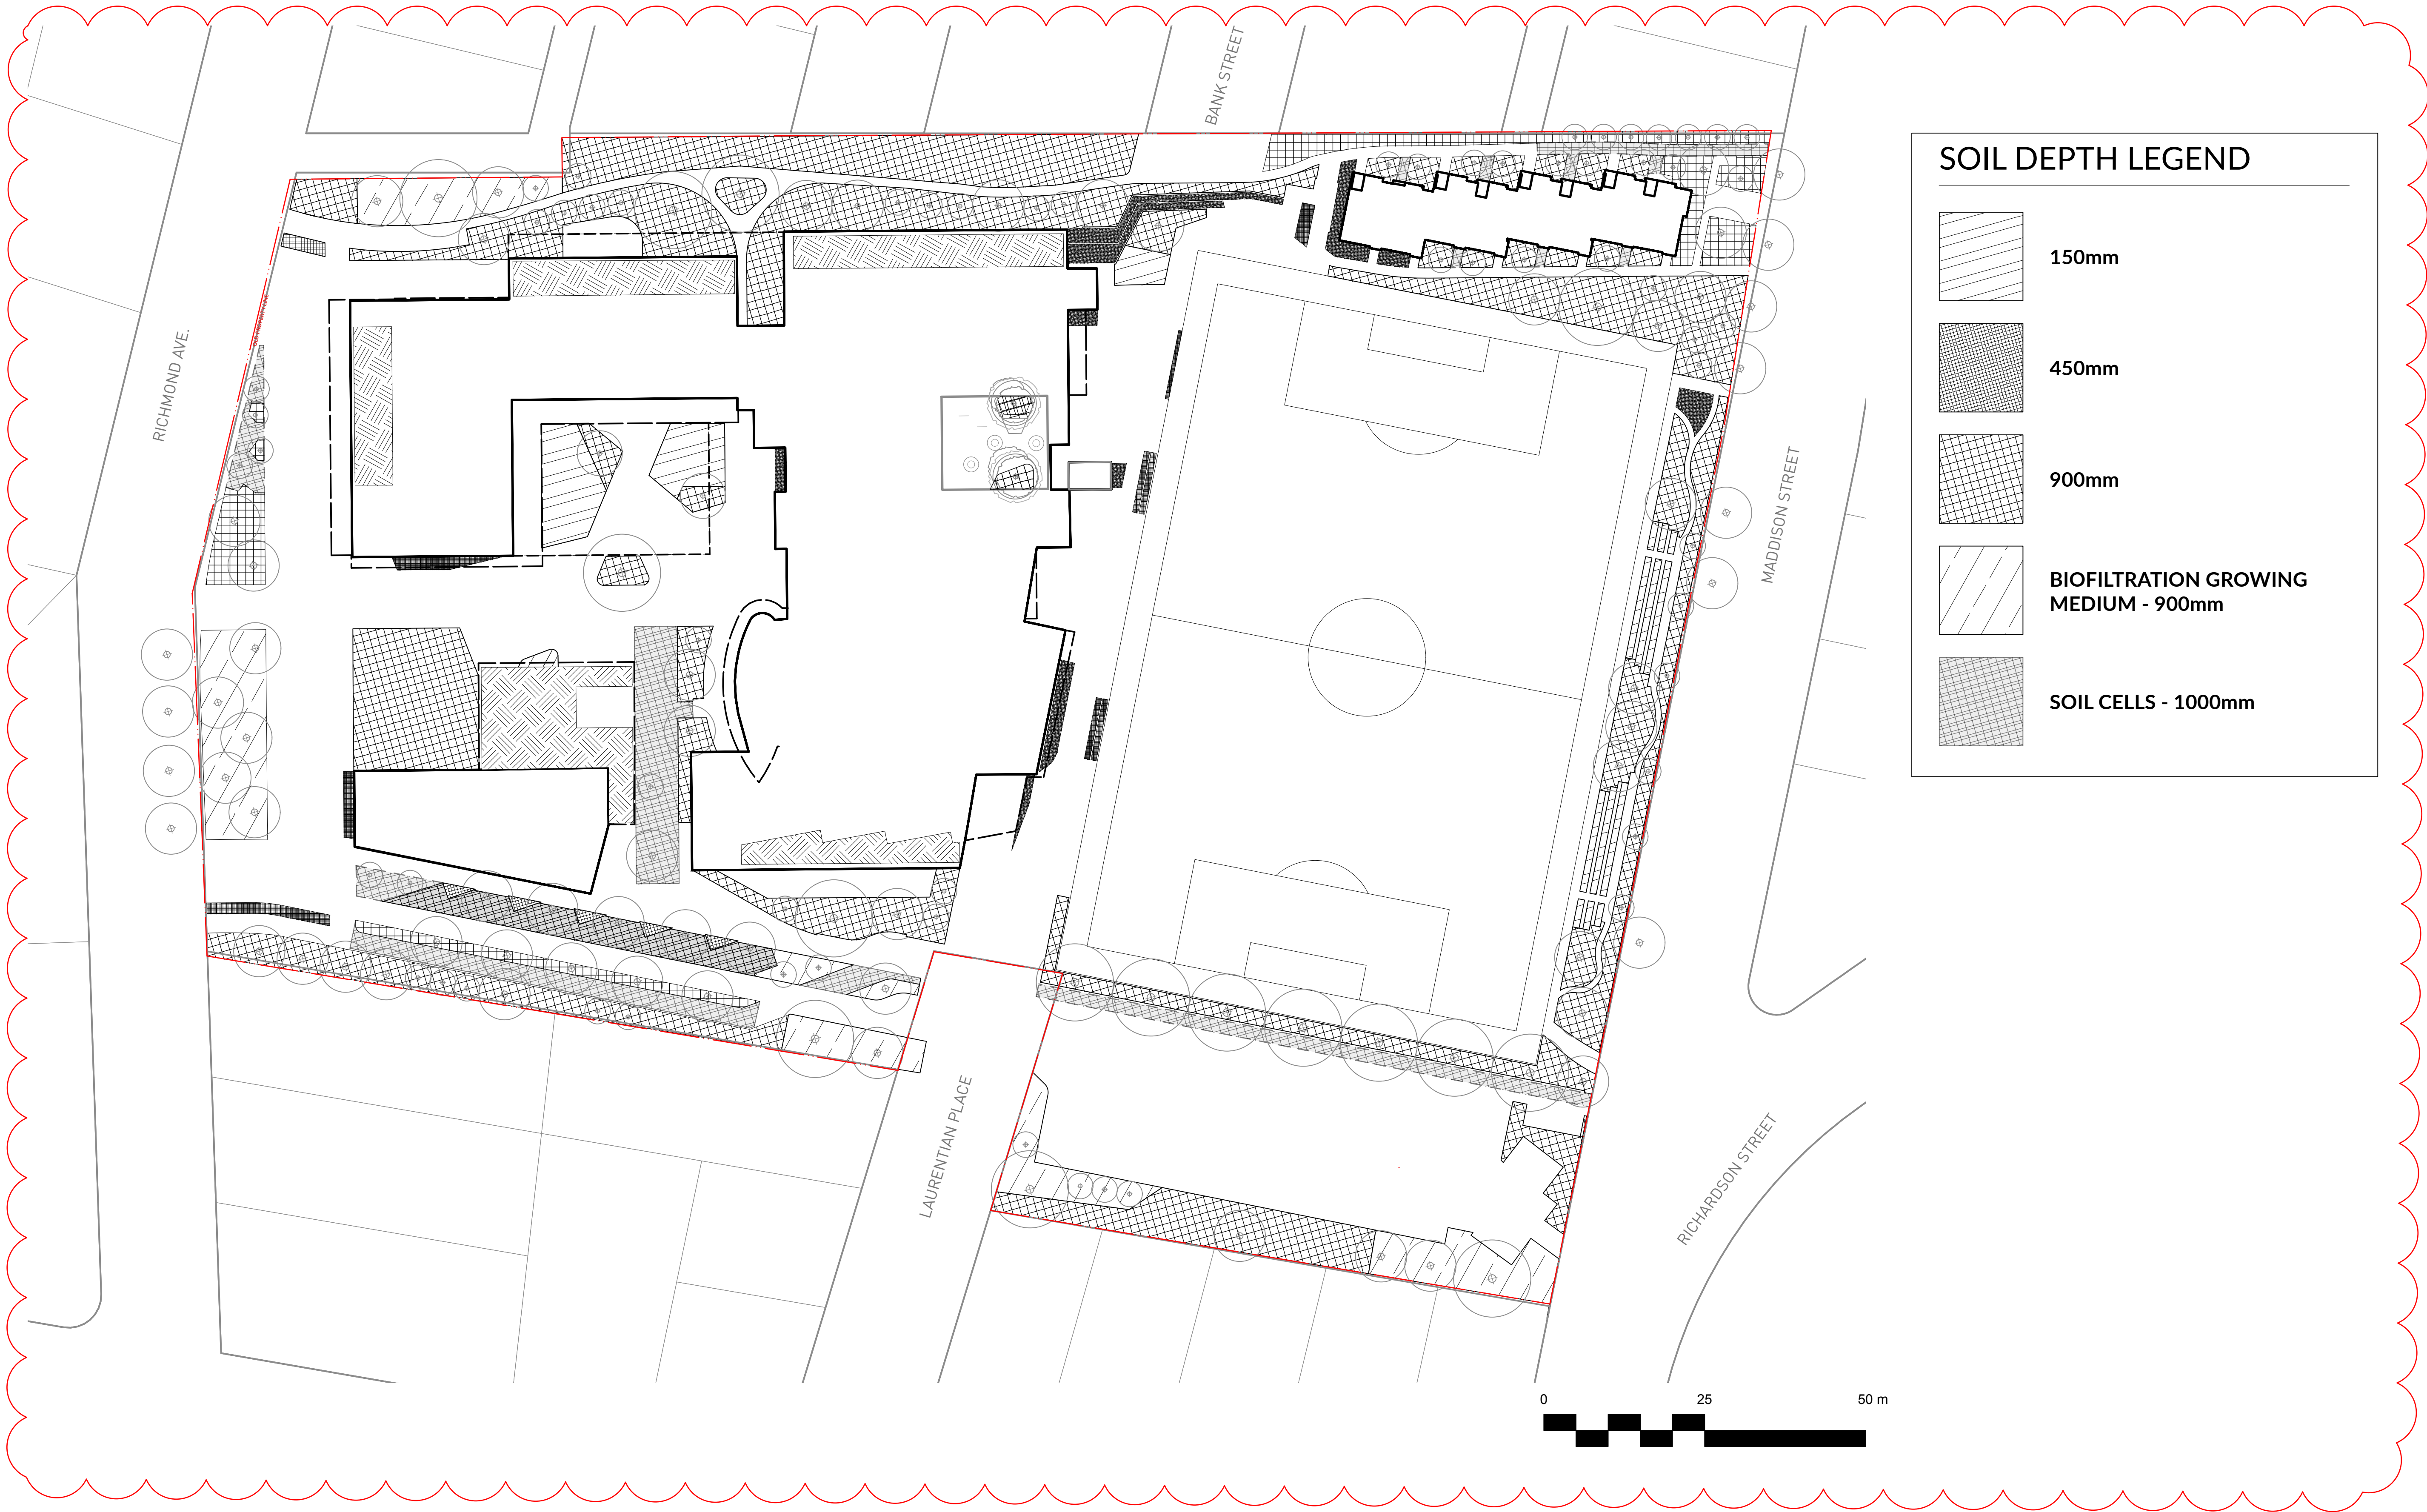 BANK STREET
SOIL DEPTH LEGEND
150mm
450mm
900mm
BIOFILTRATION GROWING
MEDIUM - 900mm
SOIL CELLS - 1000mm
RICHMOND AVE.
MADDISON STREET
LAURENTIAN PLACE
RICHARDSON STREET
0 25 50 m